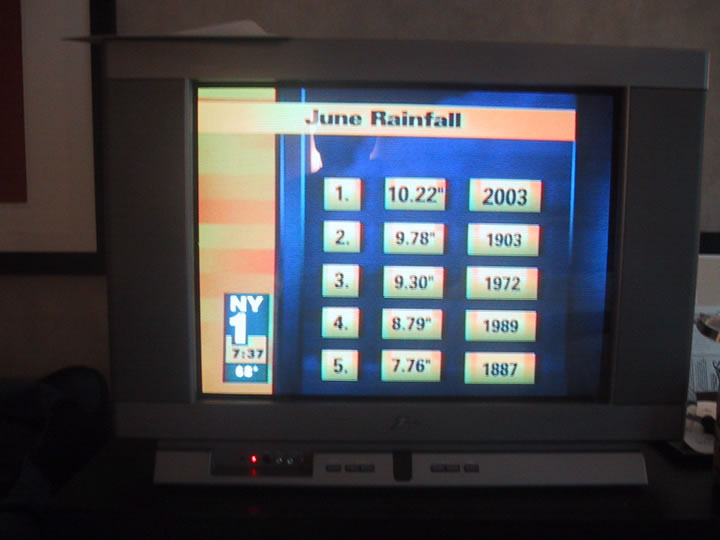 June Rainfall
1. 10.22" 2003
2. 9.78" 1903
3. 9.30" 1972
4. 8.79" 1989
5. 7.76" 1887
NY
1
7:37
68°